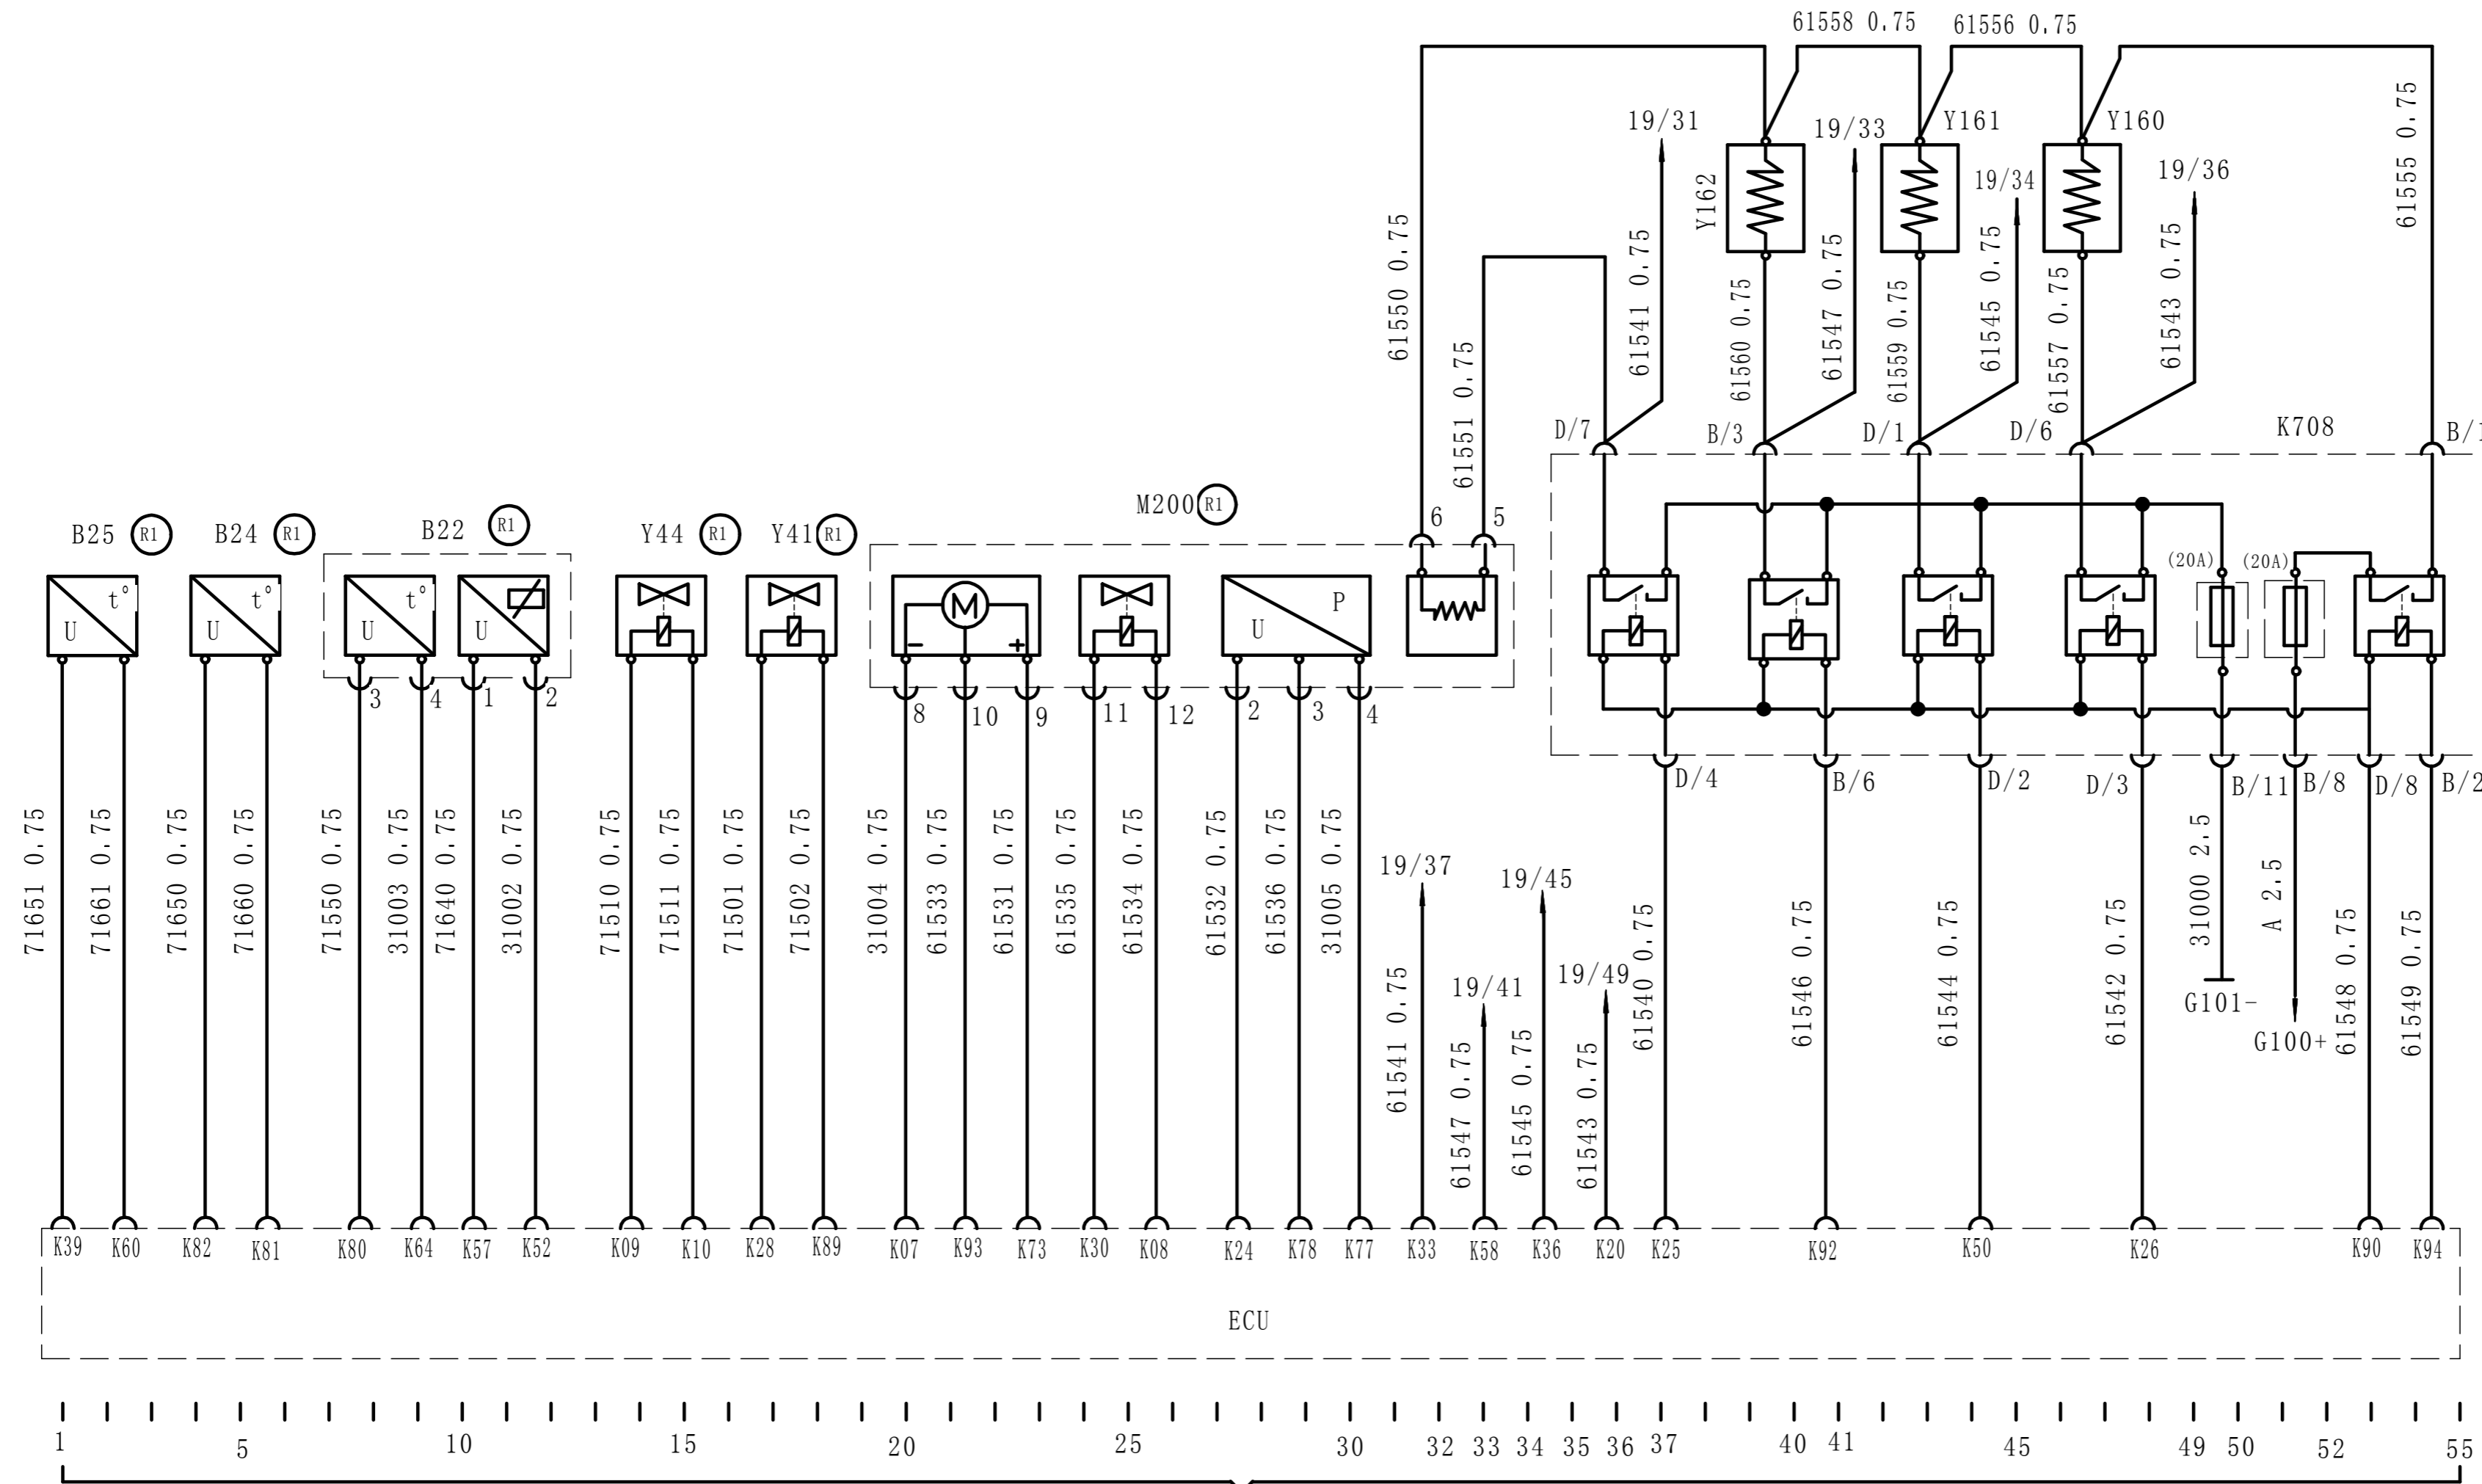 61558 0.75
61556 0.75
19/31
19/33
Y161
Y160
61555 0.75
Y162
19/34
19/36
61550 0.75
61541 0.75
61547 0.75
61545 0.75
61543 0.75
61551 0.75
61560 0.75
61559 0.75
61557 0.75
D/7
B/3
D/1
D/6
K708
B/1
B25 R1
B24 R1
B22 R1
Y44 R1
Y41 R1
M200 R1
6
5
(20A)
(20A)
U t°
U t°
U t°
U
M
- +
U P
3
4
1
2
8
10
9
11
12
2
3
4
D/4
B/6
D/2
D/3
B/11
B/8
D/8
B/2
71651 0.75
71661 0.75
71650 0.75
71660 0.75
71550 0.75
31003 0.75
71640 0.75
31002 0.75
71510 0.75
71511 0.75
71501 0.75
71502 0.75
31004 0.75
61533 0.75
61531 0.75
61535 0.75
61534 0.75
61532 0.75
61536 0.75
31005 0.75
19/37
61541 0.75
19/41
61547 0.75
19/45
61545 0.75
19/49
61543 0.75
61540 0.75
61546 0.75
61544 0.75
61542 0.75
31000 2.5
G101-
A 2.5
G100+
61548 0.75
61549 0.75
K39
K60
K82
K81
K80
K64
K57
K52
K09
K10
K28
K89
K07
K93
K73
K30
K08
K24
K78
K77
K33
K58
K36
K20
K25
K92
K50
K26
K90
K94
ECU
1 5 10 15 20 25 30 32 33 34 35 36 37 40 41 45 49 50 52 55